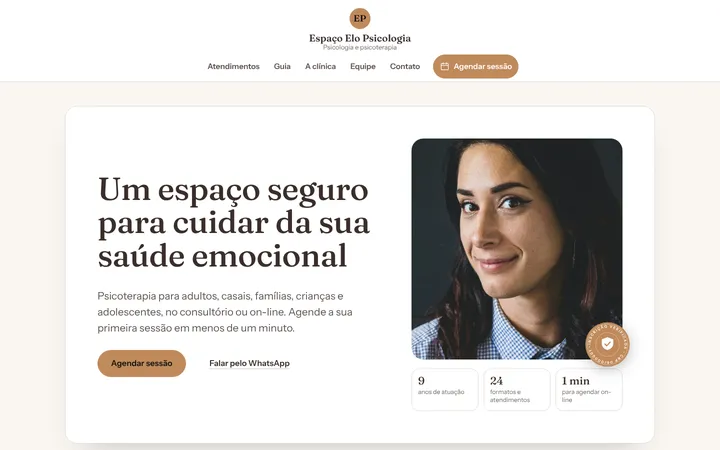 EP
Espaço Elo Psicologia
Psicologia e psicoterapia
Atendimentos Guia A clínica Equipe Contato Agendar sessão
Um espaço seguro
para cuidar da sua
saúde emocional
Psicoterapia para adultos, casais, famílias, crianças e
adolescentes, no consultório ou on-line. Agende a sua
primeira sessão em menos de um minuto.
Agendar sessão Falar pelo WhatsApp
9
anos de atuação
24
formatos e
atendimentos
1 min
para agendar on-
line